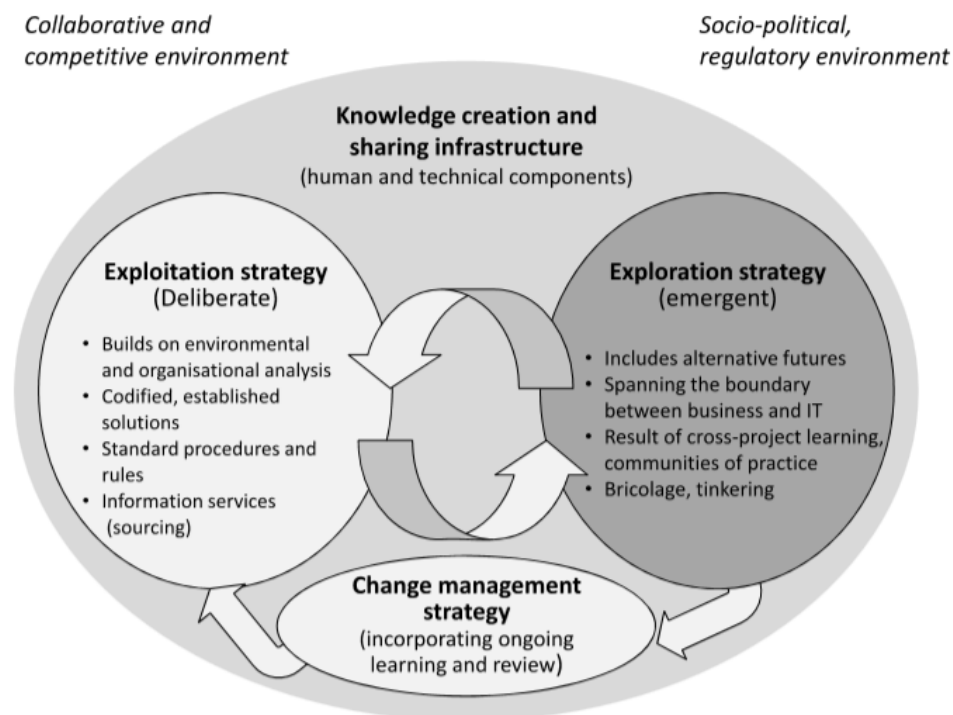 Collaborative and
competitive environment
Socio-political,
regulatory environment
Knowledge creation and
sharing infrastructure
(human and technical components)
Exploitation strategy
(Deliberate)
• Builds on environmental
and organisational analysis
• Codified, established
solutions
• Standard procedures and
rules
• Information services
(sourcing)
Exploration strategy
(emergent)
• Includes alternative futures
• Spanning the boundary
between business and IT
• Result of cross-project learning,
communities of practice
• Bricolage, tinkering
Change management
strategy
(incorporating ongoing
learning and review)